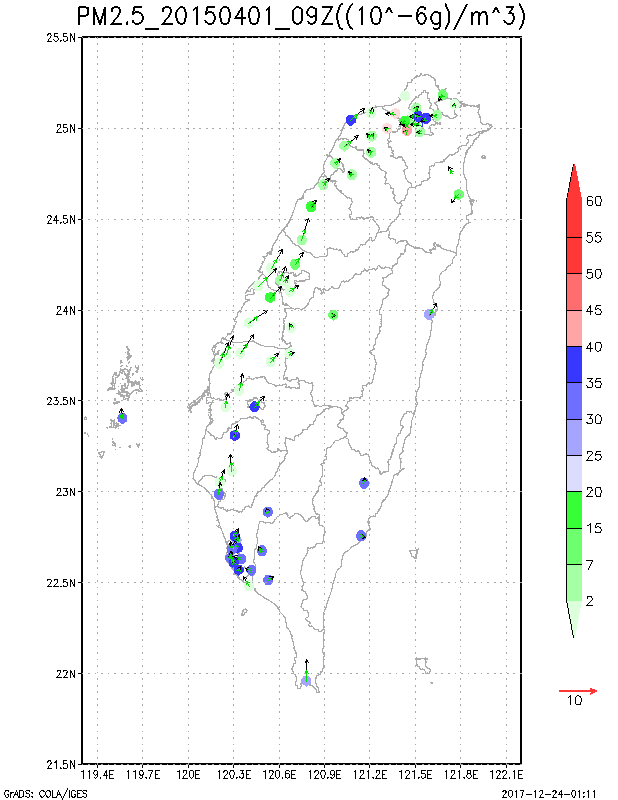 PM2.5_20150401_09Z((10^-6g)/m^3)
25.5N
25N
24.5N
24N
23.5N
23N
22.5N
22N
21.5N
119.4E 119.7E 120E 120.3E 120.6E 120.9E 121.2E 121.5E 121.8E 122.1E
60
55
50
45
40
35
30
25
20
15
7
2
10
GrADS: COLA/IGES
2017-12-24-01:11